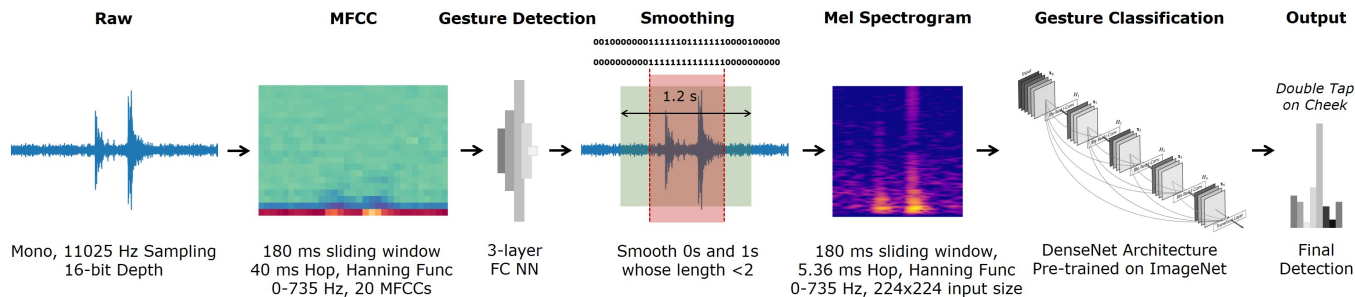 Raw
MFCC
Gesture Detection
Smoothing
Mel Spectrogram
Gesture Classification
Output
0010000000111111011111110000100000
0000000000111111111111110000000000
1.2 s
Input
Double Tap
on Cheek
Mono, 11025 Hz Sampling
16-bit Depth
180 ms sliding window
40 ms Hop, Hanning Func
0-735 Hz, 20 MFCCs
3-layer
FC NN
Smooth 0s and 1s
whose length <2
180 ms sliding window,
5.36 ms Hop, Hanning Func
0-735 Hz, 224x224 input size
DenseNet Architecture
Pre-trained on ImageNet
Final
Detection